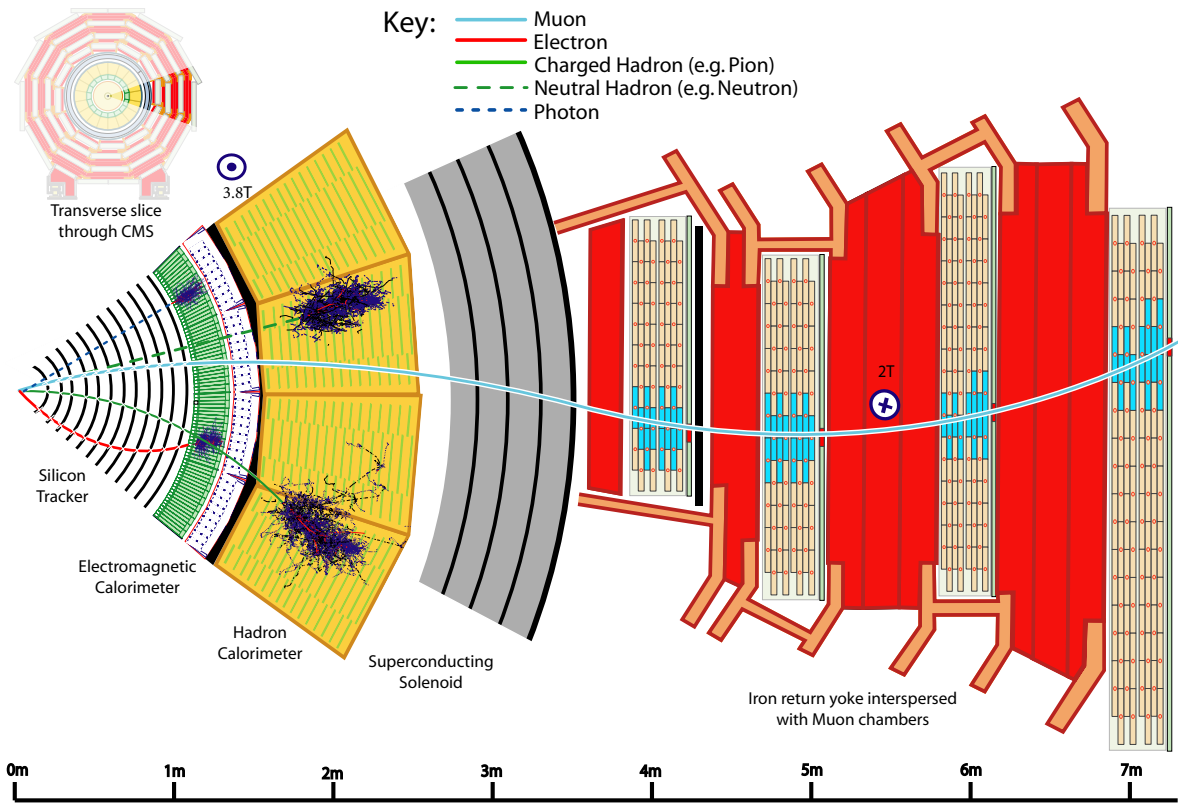 Key:
Muon
Electron
Charged Hadron (e.g. Pion)
Neutral Hadron (e.g. Neutron)
Photon
Transverse slice
through CMS
3.8T
2T
Silicon
Tracker
Electromagnetic
Calorimeter
Hadron
Calorimeter
Superconducting
Solenoid
Iron return yoke interspersed
with Muon chambers
0m 1m 2m 3m 4m 5m 6m 7m